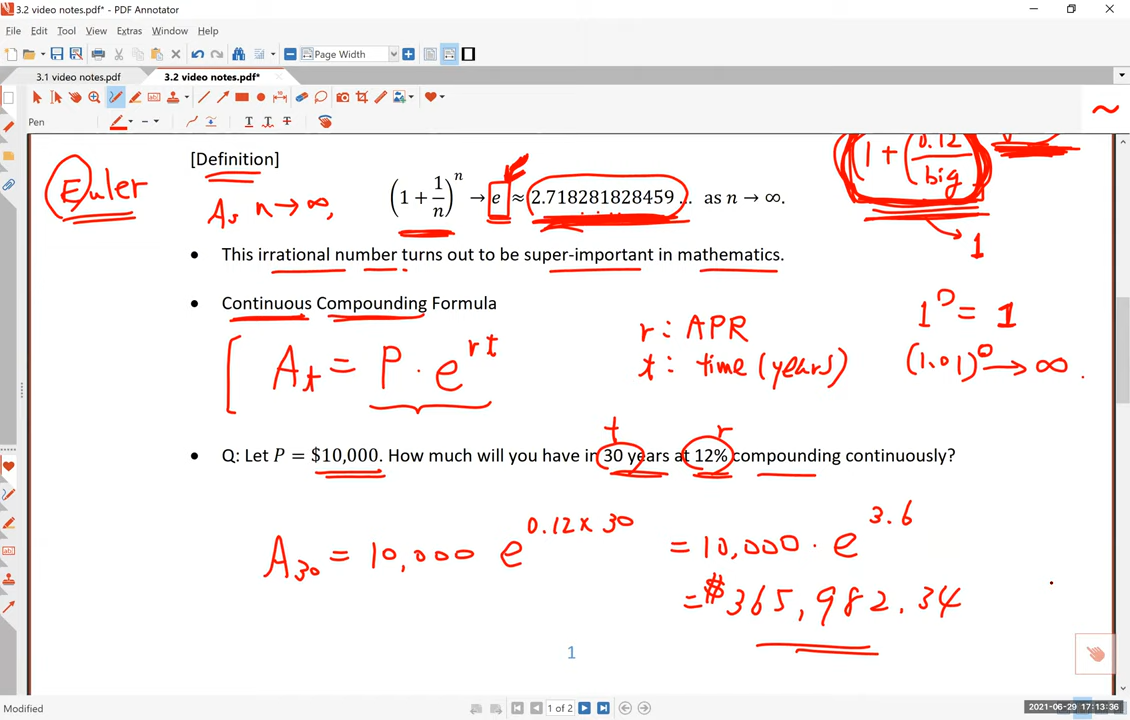 3.2 video notes.pdf* - PDF Annotator
File Edit Tool View Extras Window Help
Page Width
3.1 video notes.pdf 3.2 video notes.pdf*
Pen
[Definition]
Euler
(1 + 1/n)^n → e ≈ 2.718281828459… as n → ∞.
As n → ∞,
(1 + (0.12/big
1
• This irrational number turns out to be super-important in mathematics.
• Continuous Compounding Formula
A_t = P · e^{rt}
r : APR
t : time (years)
1^∞ = 1
(1.01)^∞ → ∞.
t r
• Q: Let P = $10,000. How much will you have in 30 years at 12% compounding continuously?
A_30 = 10,000 e^{0.12 × 30} = 10,000 · e^{3.6}
= $365,982.34
1
Modified
1 of 2
2021-06-29 17:13:36